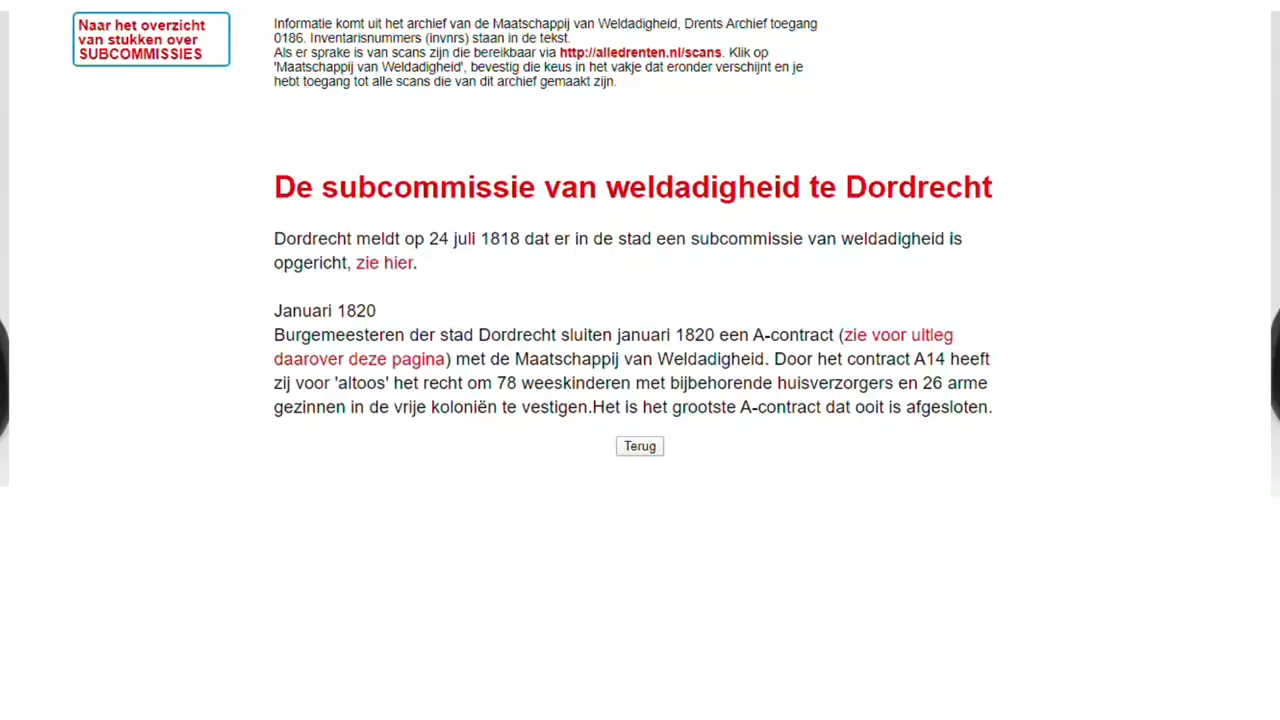 Naar het overzicht
van stukken over
SUBCOMMISSIES
Informatie komt uit het archief van de Maatschappij van Weldadigheid, Drents Archief toegang
0186. Inventarisnummers (invnrs) staan in de tekst.
Als er sprake is van scans zijn die bereikbaar via http://alledrenten.nl/scans. Klik op
'Maatschappij van Weldadigheid', bevestig die keus in het vakje dat eronder verschijnt en je
hebt toegang tot alle scans die van dit archief gemaakt zijn.
De subcommissie van weldadigheid te Dordrecht
Dordrecht meldt op 24 juli 1818 dat er in de stad een subcommissie van weldadigheid is
opgericht, zie hier.
Januari 1820
Burgemeesteren der stad Dordrecht sluiten januari 1820 een A-contract (zie voor uitleg
daarover deze pagina) met de Maatschappij van Weldadigheid. Door het contract A14 heeft
zij voor 'altoos' het recht om 78 weeskinderen met bijbehorende huisverzorgers en 26 arme
gezinnen in de vrije koloniën te vestigen.Het is het grootste A-contract dat ooit is afgesloten.
Terug